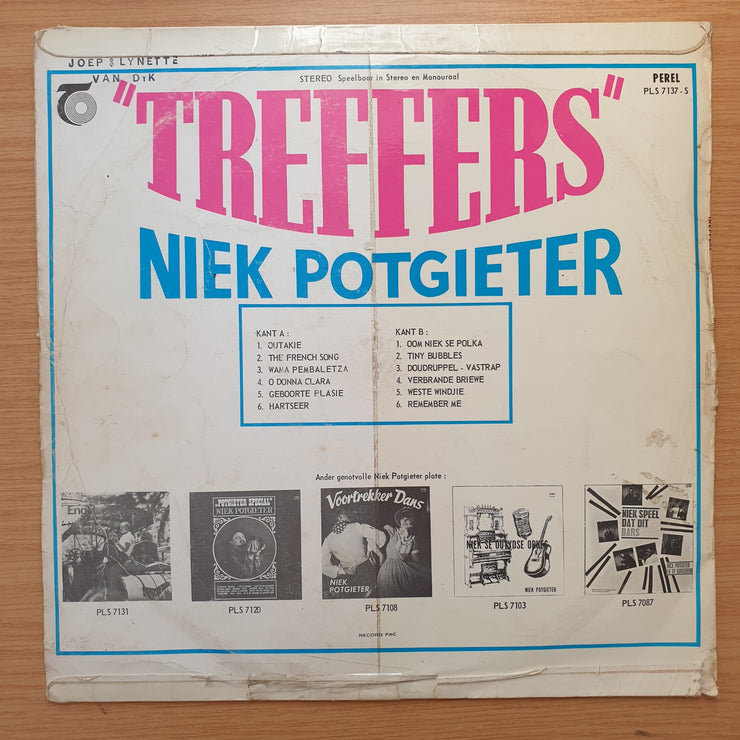 JOEP & LYNETTE
VAN DYK
STEREO Speelbaar in Stereo en Monouraal
PEREL
PLS 7137-S
"TREFFERS"
NIEK POTGIETER
KANT A :
1. OUTAKIE
2. THE FRENCH SONG
3. WAMA PEMBALETZA
4. O DONNA CLARA
5. GEBOORTE PLASIE
6. HARTSEER
KANT B :
1. OOM NIEK SE POLKA
2. TINY BUBBLES
3. DOUDRUPPEL - VASTRAP
4. VERBRANDE BRIEWE
5. WESTE WINDJIE
6. REMEMBER ME
Ander genotvolle Niek Potgieter plate :
"POTGIETER SPECIAL"
NIEK POTGIETER
Voortrekker Dans
NIEK
POTGIETER
NIEK SE OUTYDSE ORKES
NIEK POTGIETER
NIEK SPEEL
DAT DIT
DARS
PLS 7131
PLS 7120
PLS 7108
PLS 7103
PLS 7087
RECORD PAC